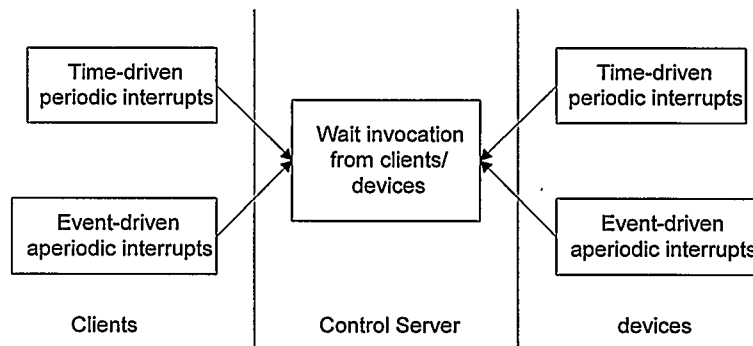 Time-driven
periodic interrupts
Time-driven
periodic interrupts
Wait invocation
from clients/
devices
Event-driven
aperiodic interrupts
Event-driven
aperiodic interrupts
Clients
Control Server
devices